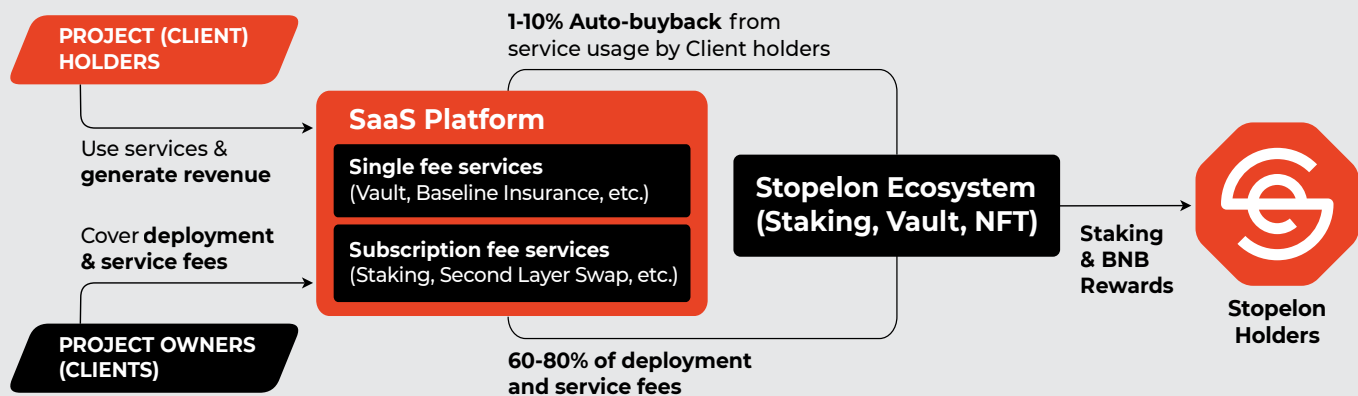 PROJECT (CLIENT)
HOLDERS
Use services &
generate revenue
Cover deployment
& service fees
PROJECT OWNERS
(CLIENTS)
1-10% Auto-buyback from
service usage by Client holders
SaaS Platform
Single fee services
(Vault, Baseline Insurance, etc.)
Subscription fee services
(Staking, Second Layer Swap, etc.)
60-80% of deployment
and service fees
Stopelon Ecosystem
(Staking, Vault, NFT)
Staking
& BNB
Rewards
Stopelon
Holders